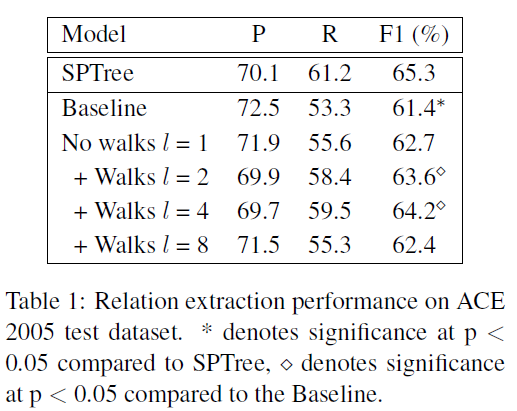 Model P R F1 (%)
SPTree 70.1 61.2 65.3
Baseline 72.5 53.3 61.4*
No walks l = 1 71.9 55.6 62.7
+ Walks l = 2 69.9 58.4 63.6⋄
+ Walks l = 4 69.7 59.5 64.2⋄
+ Walks l = 8 71.5 55.3 62.4
Table 1: Relation extraction performance on ACE
2005 test dataset. * denotes significance at p <
0.05 compared to SPTree, ⋄ denotes significance
at p < 0.05 compared to the Baseline.